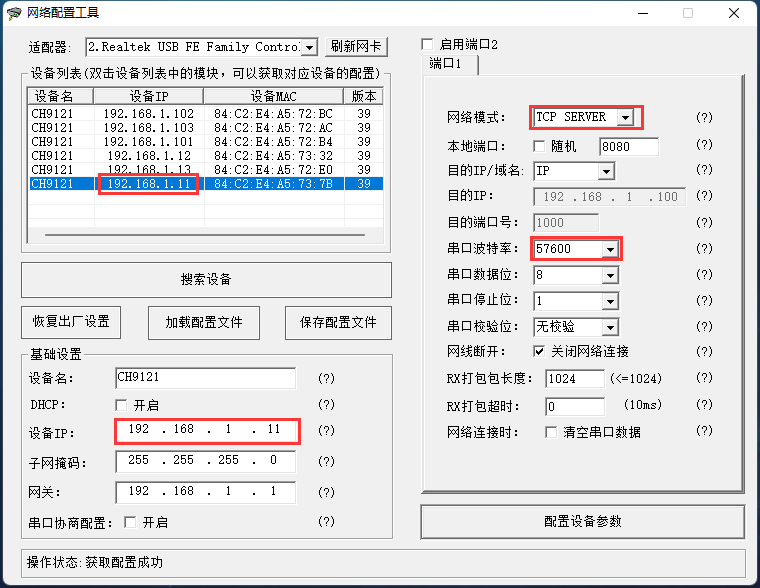 网络配置工具
适配器: 2.Realtek USB FE Family Contro: 刷新网卡
设备列表(双击设备列表中的模块，可以获取对应设备的配置)
设备名 设备IP 设备MAC 版本
CH9121 192.168.1.102 84:C2:E4:A5:72:BC 39
CH9121 192.168.1.103 84:C2:E4:A5:72:AC 39
CH9121 192.168.1.101 84:C2:E4:A5:72:B4 39
CH9121 192.168.1.12 84:C2:E4:A5:73:32 39
CH9121 192.168.1.13 84:C2:E4:A5:72:E0 39
CH9121 192.168.1.11 84:C2:E4:A5:73:7B 39
搜索设备
恢复出厂设置 加载配置文件 保存配置文件
基础设置
设备名: CH9121 (?)
DHCP: 开启 (?)
设备IP: 192 . 168 . 1 . 11 (?)
子网掩码: 255 . 255 . 255 . 0 (?)
网关: 192 . 168 . 1 . 1 (?)
串口协商配置: 开启 (?)
启用端口2
端口1
网络模式: TCP SERVER (?)
本地端口: 随机 8080 (?)
目的IP/域名: IP (?)
目的IP: 192 . 168 . 1 . 100 (?)
目的端口号: 1000 (?)
串口波特率: 57600 (?)
串口数据位: 8 (?)
串口停止位: 1 (?)
串口校验位: 无校验 (?)
网线断开: 关闭网络连接 (?)
RX打包包长度: 1024 (<=1024) (?)
RX打包超时: 0 (10ms) (?)
网络连接时: 清空串口数据 (?)
配置设备参数
操作状态:获取配置成功